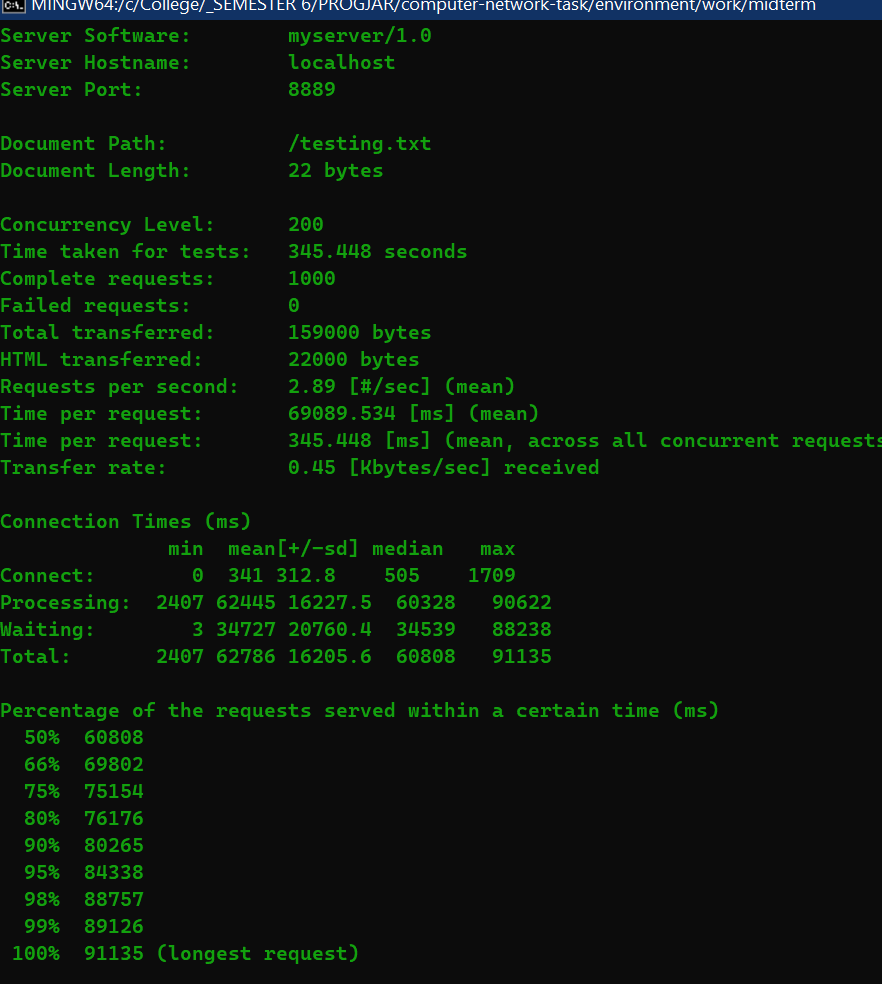 MINGW64:/c/College/_SEMESTER 6/PROGJAR/computer-network-task/environment/work/midterm
Server Software:        myserver/1.0
Server Hostname:        localhost
Server Port:            8889

Document Path:          /testing.txt
Document Length:        22 bytes

Concurrency Level:      200
Time taken for tests:   345.448 seconds
Complete requests:      1000
Failed requests:        0
Total transferred:      159000 bytes
HTML transferred:       22000 bytes
Requests per second:    2.89 [#/sec] (mean)
Time per request:       69089.534 [ms] (mean)
Time per request:       345.448 [ms] (mean, across all concurrent requests
Transfer rate:          0.45 [Kbytes/sec] received

Connection Times (ms)
              min  mean[+/-sd] median   max
Connect:        0  341 312.8    505    1709
Processing:  2407 62445 16227.5  60328   90622
Waiting:        3 34727 20760.4  34539   88238
Total:       2407 62786 16205.6  60808   91135

Percentage of the requests served within a certain time (ms)
  50%  60808
  66%  69802
  75%  75154
  80%  76176
  90%  80265
  95%  84338
  98%  88757
  99%  89126
 100%  91135 (longest request)